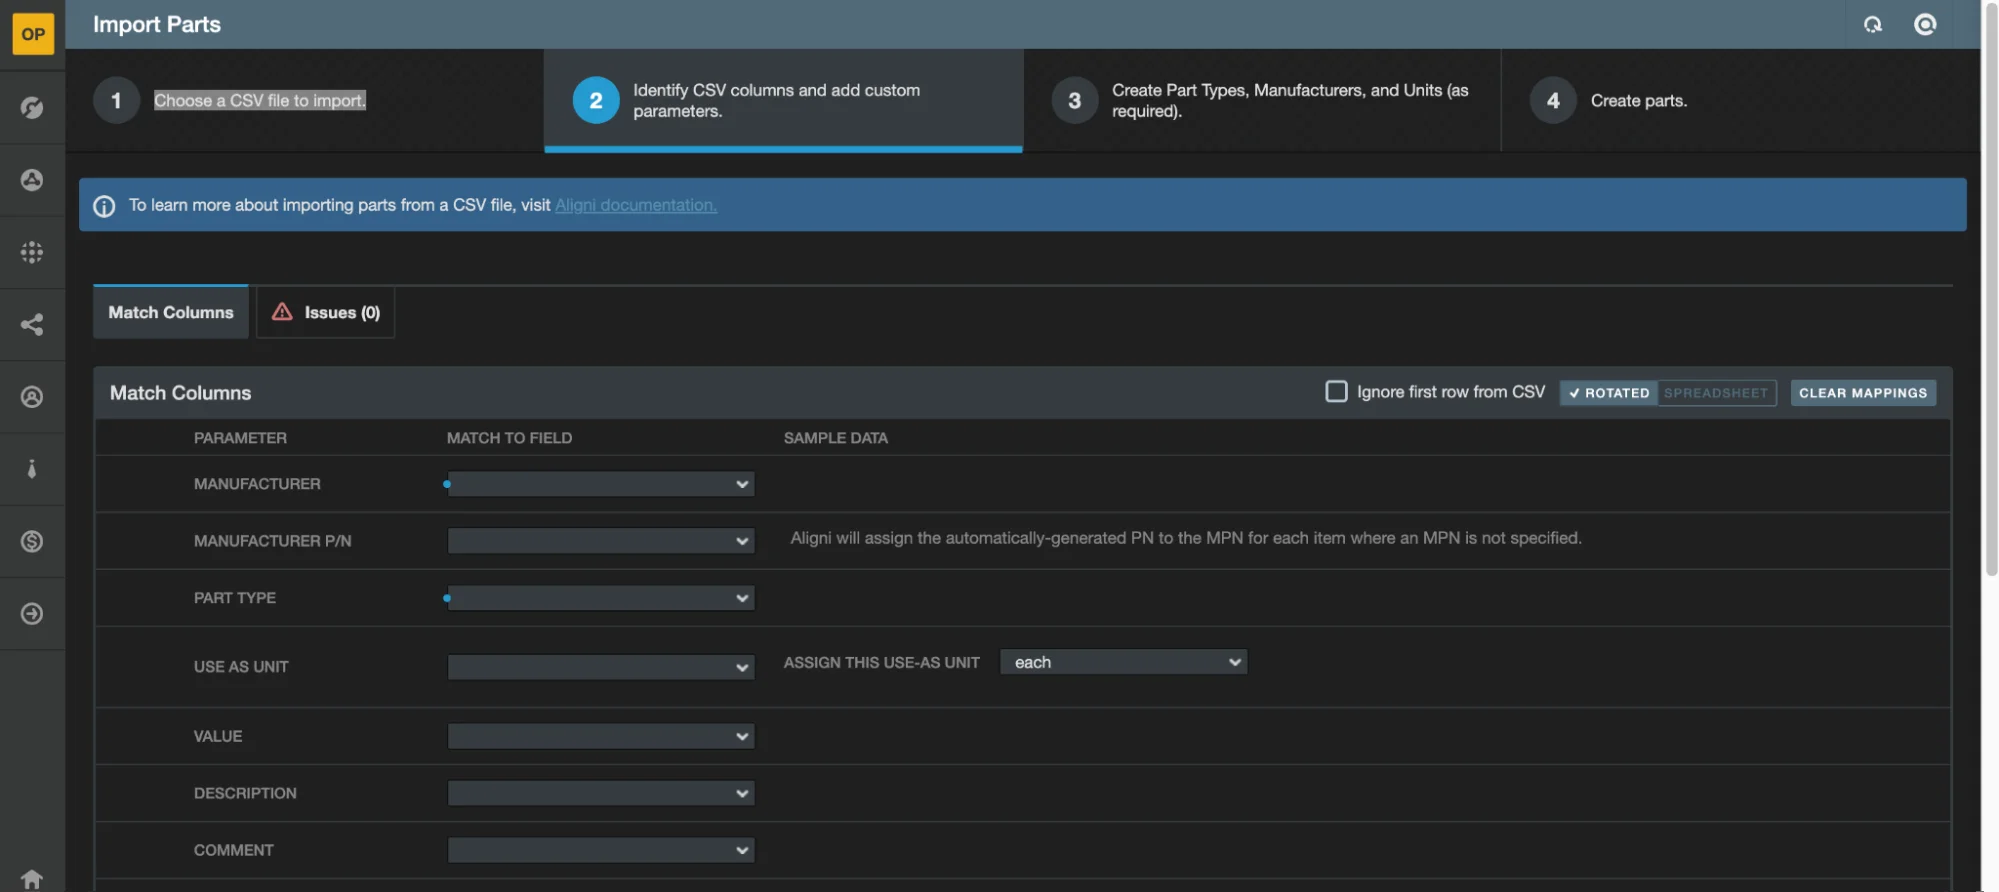 OP
Import Parts
1
Choose a CSV file to import.
2
Identify CSV columns and add custom
parameters.
3
Create Part Types, Manufacturers, and Units (as
required).
4
Create parts.
To learn more about importing parts from a CSV file, visit Aligni documentation.
Match Columns
Issues (0)
Match Columns
Ignore first row from CSV
ROTATED
SPREADSHEET
CLEAR MAPPINGS
PARAMETER MATCH TO FIELD SAMPLE DATA
MANUFACTURER
MANUFACTURER P/N
Aligni will assign the automatically-generated PN to the MPN for each item where an MPN is not specified.
PART TYPE
USE AS UNIT
ASSIGN THIS USE-AS UNIT each
VALUE
DESCRIPTION
COMMENT